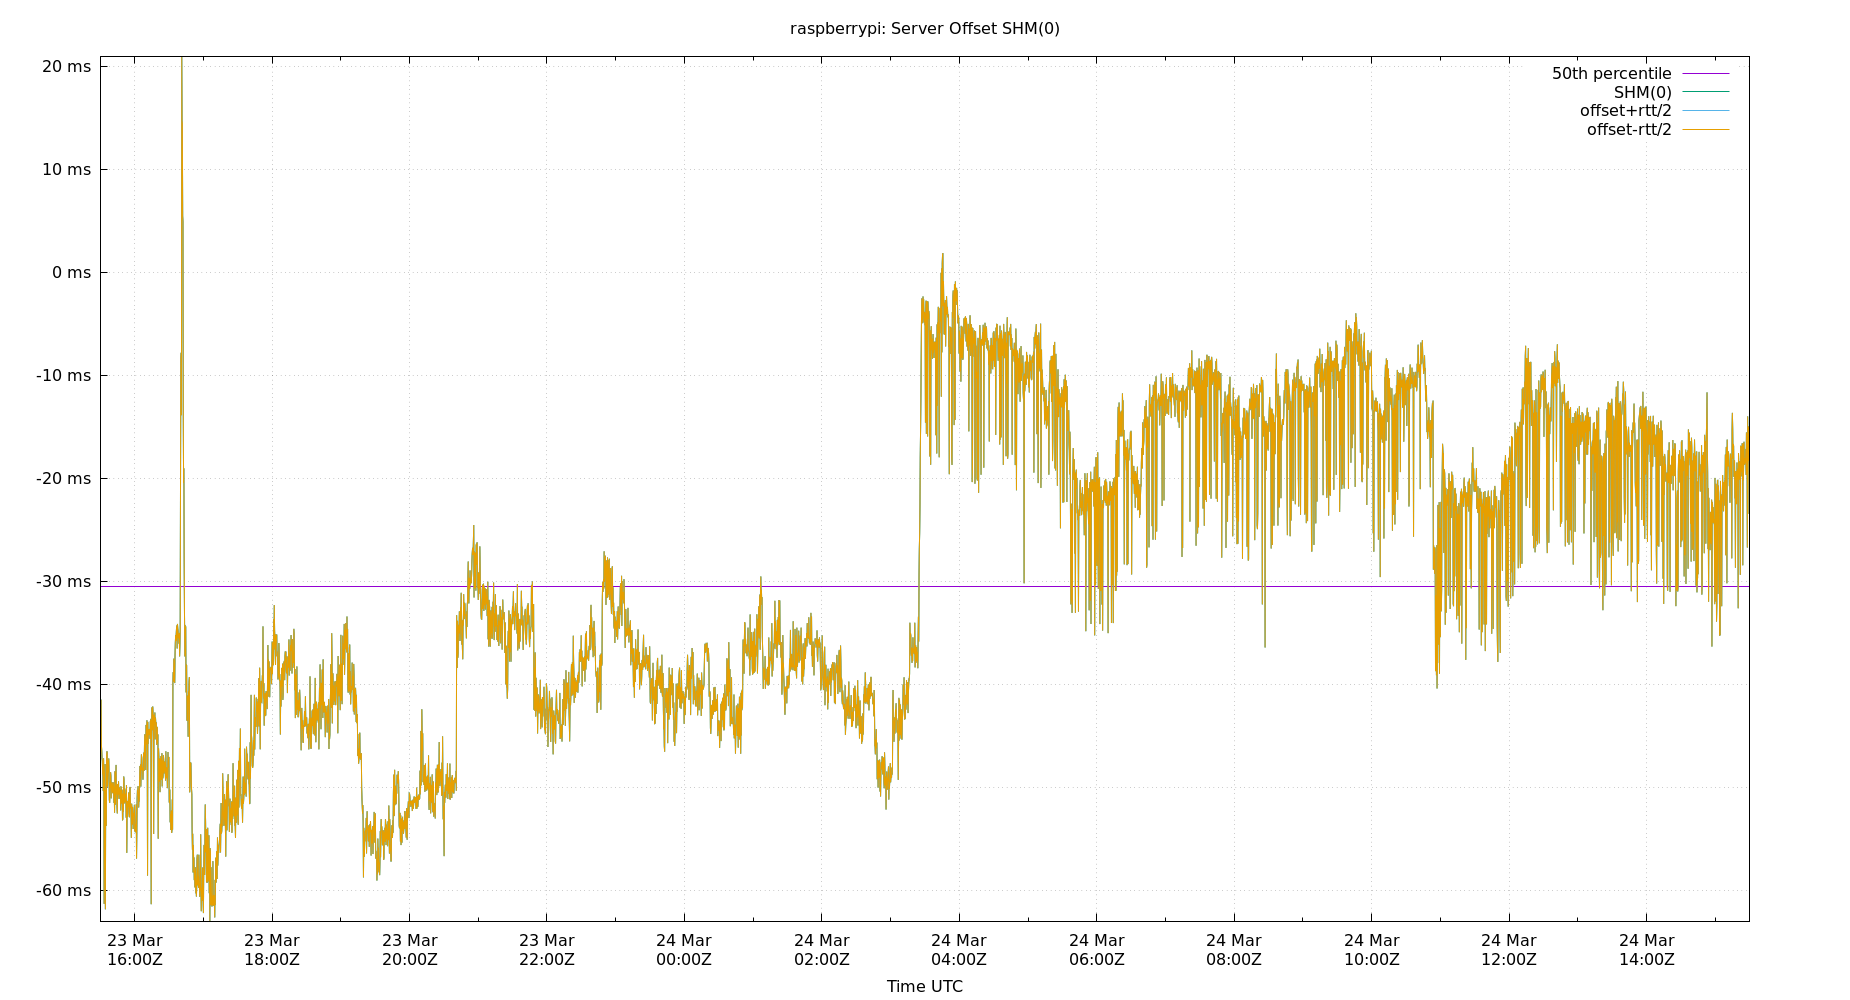 raspberrypi: Server Offset SHM(0)
50th percentile
SHM(0)
offset+rtt/2
offset-rtt/2
20 ms
10 ms
0 ms
-10 ms
-20 ms
-30 ms
-40 ms
-50 ms
-60 ms
23 Mar 23 Mar 23 Mar 23 Mar 24 Mar 24 Mar 24 Mar 24 Mar 24 Mar 24 Mar 24 Mar 24 Mar
16:00Z 18:00Z 20:00Z 22:00Z 00:00Z 02:00Z 04:00Z 06:00Z 08:00Z 10:00Z 12:00Z 14:00Z
Time UTC